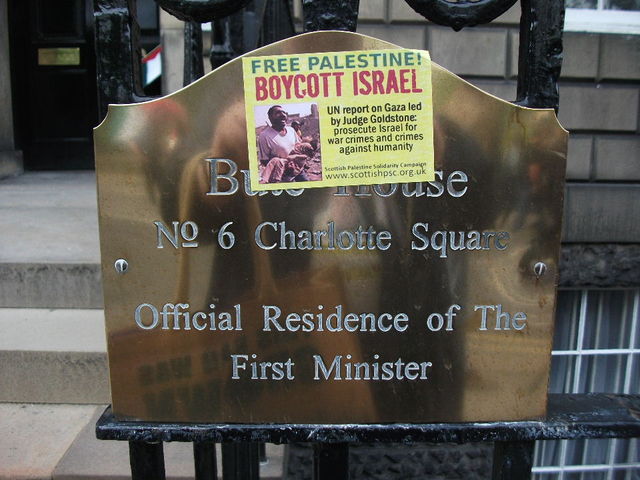 FREE PALESTINE!
BOYCOTT ISRAEL
UN report on Gaza led
by Judge Goldstone:
prosecute Israel for
war crimes and crimes
against humanity
Scottish Palestine Solidarity Campaign
www.scottishpsc.org.uk
House
№ 6 Charlotte Square
Official Residence of The
First Minister